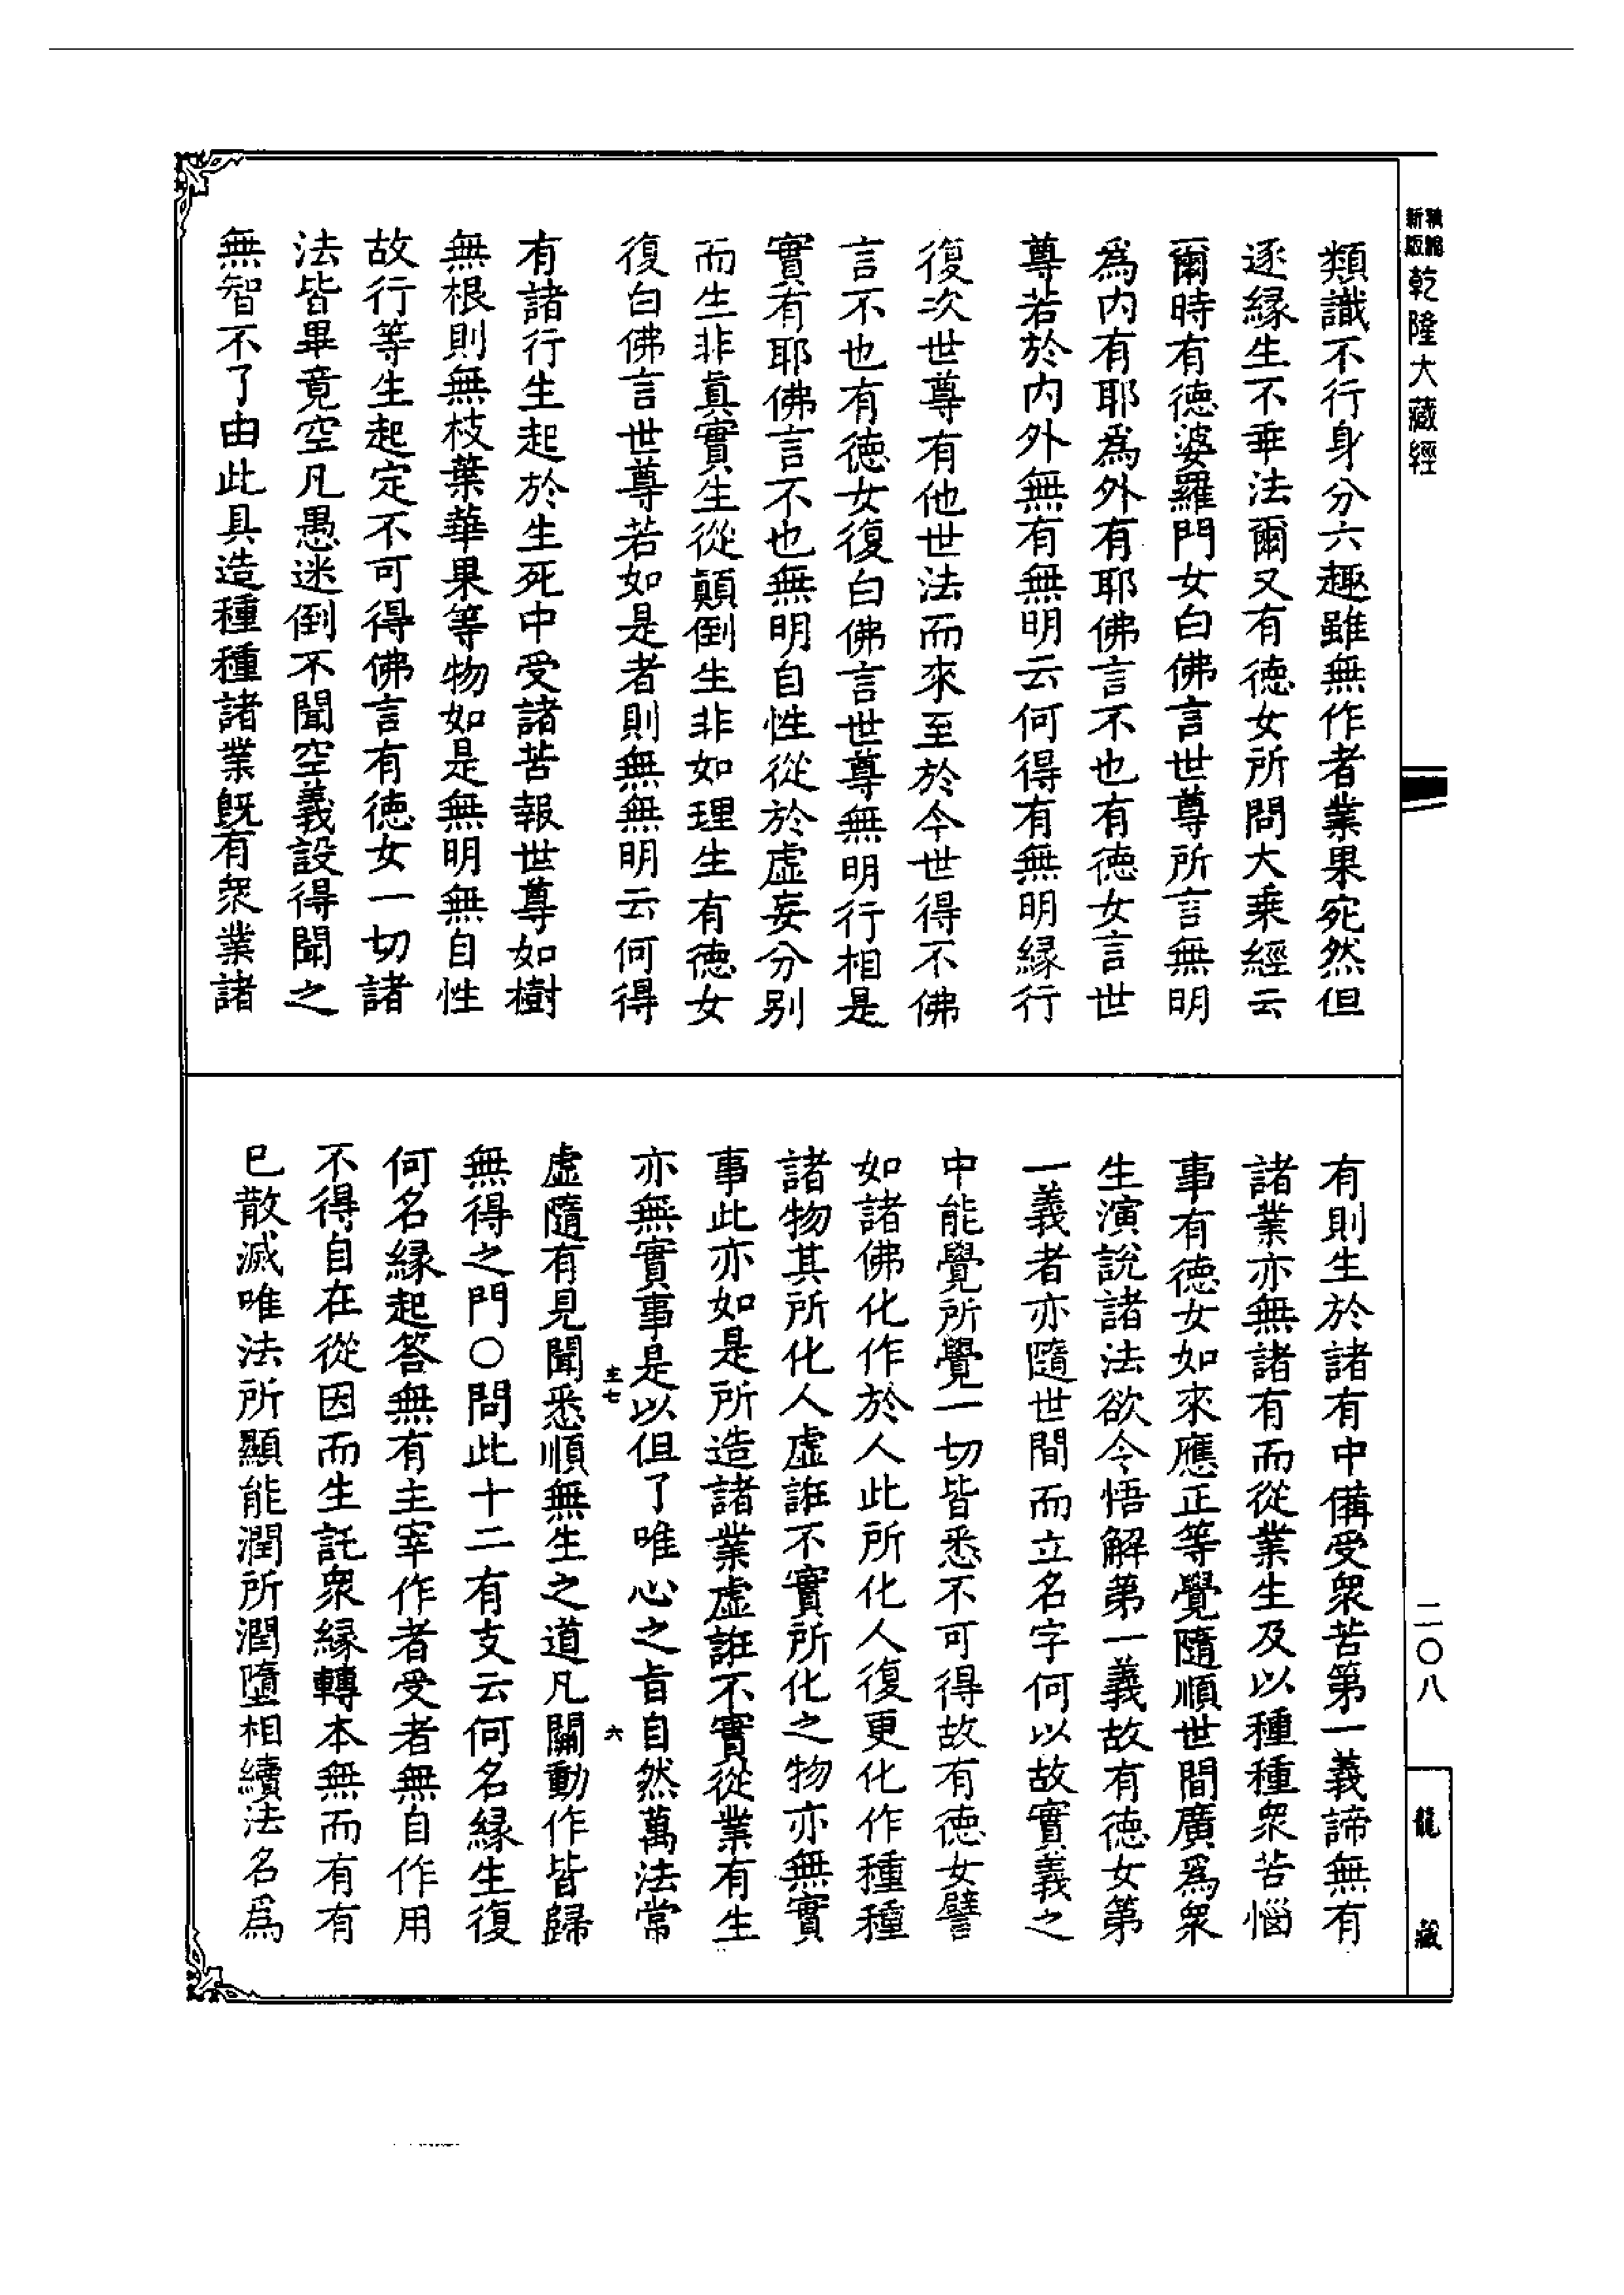 新版
精編
乾隆大藏經
類識不行身分六趣雖無作者業果宛然但
逐緣生不乖法爾又有德女所問大乘經云
爾時有德婆羅門女白佛言世尊所言無明
爲內有耶爲外有耶佛言不也有德女言世
尊若於內外無有無明云何得有無明緣行
復次世尊有他世法而來至於今世得不佛
言不也有德女復白佛言世尊無明行相是
實有耶佛言不也無明自性從於虛妄分別
而生非眞實生從顛倒生非如理生有德女
復白佛言世尊若如是者則無無明云何得
有諸行生起於生死中受諸苦報世尊如樹
無根則無枝葉華果等物如是無明無自性
故行等生起定不可得佛言有德女一切諸
法皆畢竟空凡愚迷倒不聞空義設得聞之
無智不了由此具造種種諸業旣有衆業諸
有則生於諸有中備受衆苦第一義諦無有
諸業亦無諸有而從業生及以種種衆苦惱
事有德女如來應正等覺隨順世間廣爲衆
生演說諸法欲令悟解第一義故有德女第
一義者亦隨世間而立名字何以故實義之
中能覺所覺一切皆悉不可得故有德女譬
如諸佛化作於人此所化人復更化作種種
諸物其所化人虛誑不實所化之物亦無實
事此亦如是所造諸業虛誑不實從業有生
亦無實事是以但了唯心之旨自然萬法常
虛隨有見聞悉順無生之道凡關動作皆歸
無得之門〇問此十二有支云何名緣生復
何名緣起答無有主宰作者受者無自作用
不得自在從因而生託衆緣轉本無而有有
已散滅唯法所顯能潤所潤墮相續法名爲
六
二〇八
龍藏